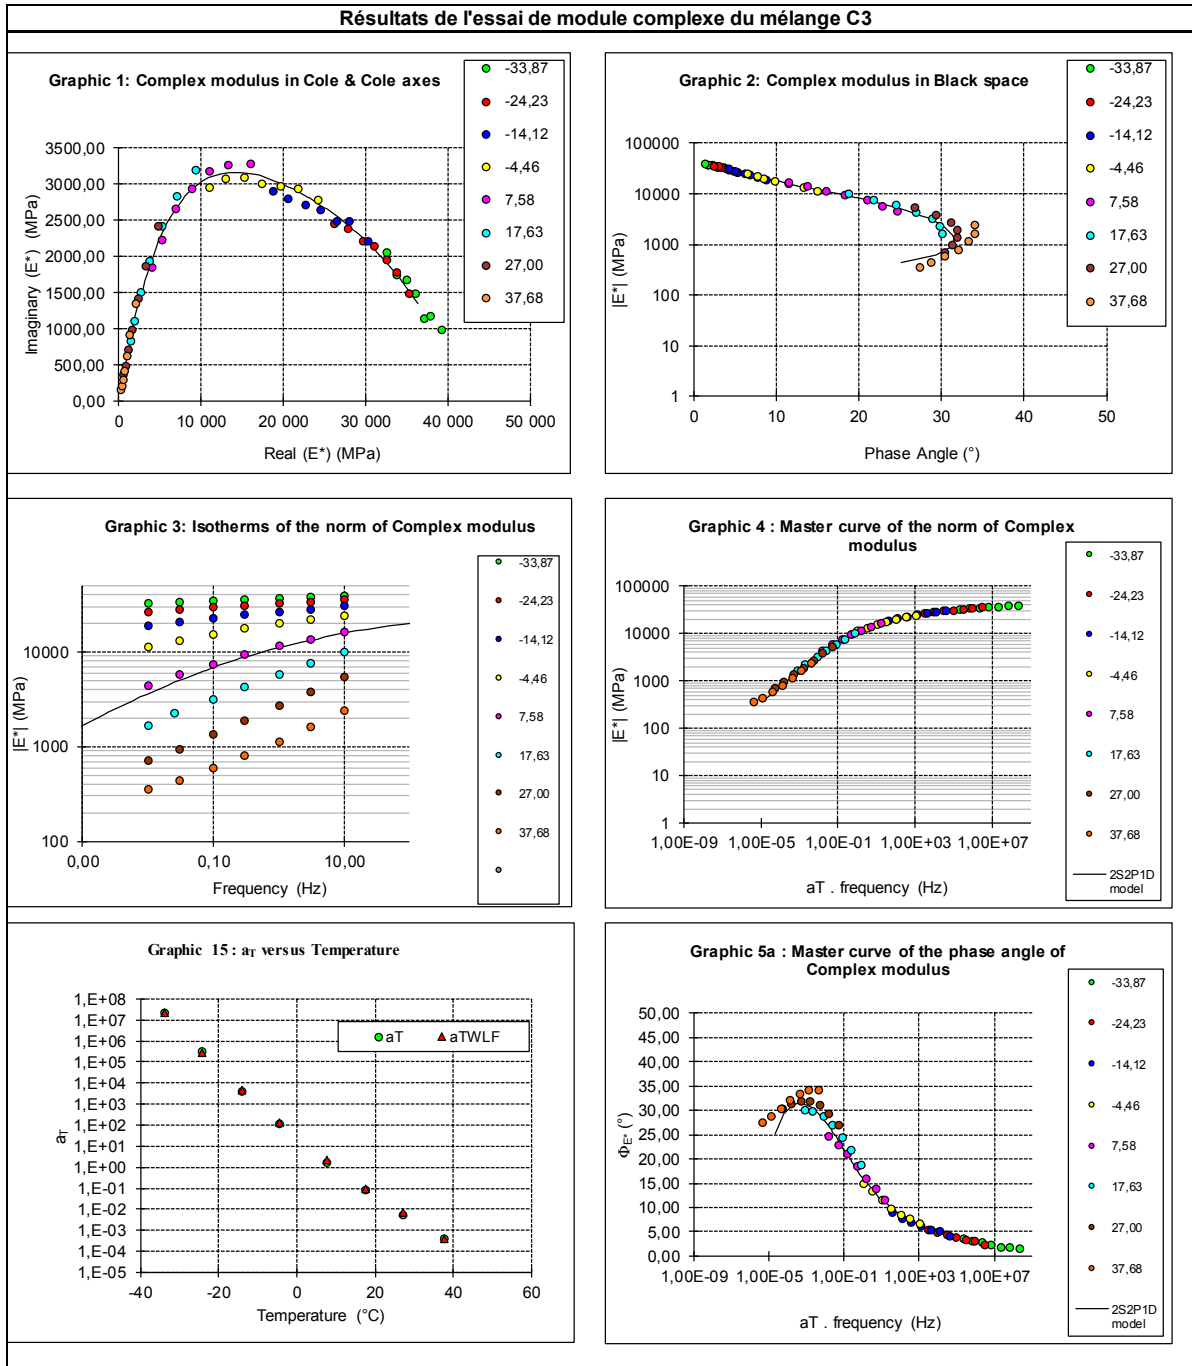 Résultats de l'essai de module complexe du mélange C3
Graphic 1: Complex modulus in Cole & Cole axes
-33,87
-24,23
-14,12
-4,46
7,58
17,63
27,00
37,68
3500,00
3000,00
2500,00
2000,00
1500,00
1000,00
500,00
0,00
Imaginary (E*) (MPa)
0 10 000 20 000 30 000 40 000 50 000
Real (E*) (MPa)
Graphic 2: Complex modulus in Black space
-33,87
-24,23
-14,12
-4,46
7,58
17,63
27,00
37,68
100000
10000
1000
100
10
1
|E*| (MPa)
0 10 20 30 40 50
Phase Angle (°)
Graphic 3: Isotherms of the norm of Complex modulus
-33,87
-24,23
-14,12
-4,46
7,58
17,63
27,00
37,68
10000
1000
100
|E*| (MPa)
0,00 0,10 10,00
Frequency (Hz)
Graphic 4 : Master curve of the norm of Complex
modulus
-33,87
-24,23
-14,12
-4,46
7,58
17,63
27,00
37,68
2S2P1D
model
100000
10000
1000
100
10
1
|E*| (MPa)
1,00E-09 1,00E-05 1,00E-01 1,00E+03 1,00E+07
aT . frequency (Hz)
Graphic 15 : aT versus Temperature
1,E+08
1,E+07
1,E+06
1,E+05
1,E+04
1,E+03
1,E+02
1,E+01
1,E+00
1,E-01
1,E-02
1,E-03
1,E-04
1,E-05
aT
aT aTWLF
-40 -20 0 20 40 60
Temperature (°C)
Graphic 5a : Master curve of the phase angle of
Complex modulus
-33,87
-24,23
-14,12
-4,46
7,58
17,63
27,00
37,68
2S2P1D
model
50,00
45,00
40,00
35,00
30,00
25,00
20,00
15,00
10,00
5,00
0,00
ΦE* (°)
1,00E-09 1,00E-05 1,00E-01 1,00E+03 1,00E+07
aT . frequency (Hz)